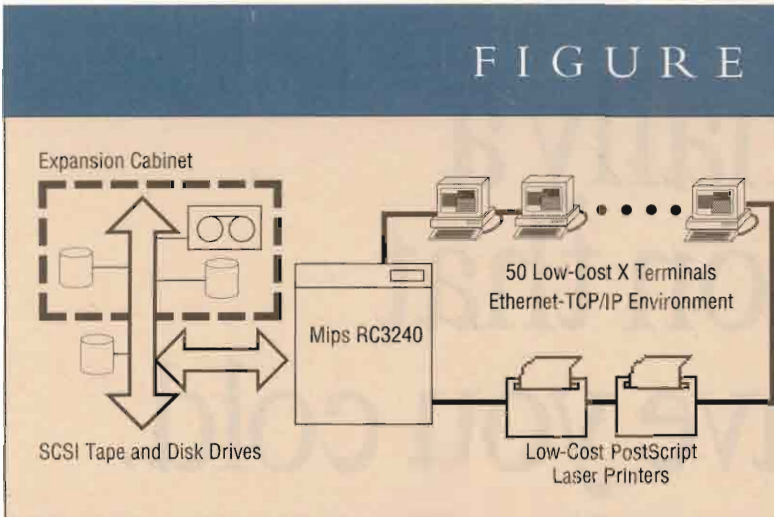 FIGURE
Expansion Cabinet
50 Low-Cost X Terminals
Ethernet-TCP/IP Environment
Mips RC3240
SCSI Tape and Disk Drives
Low-Cost PostScript
Laser Printers